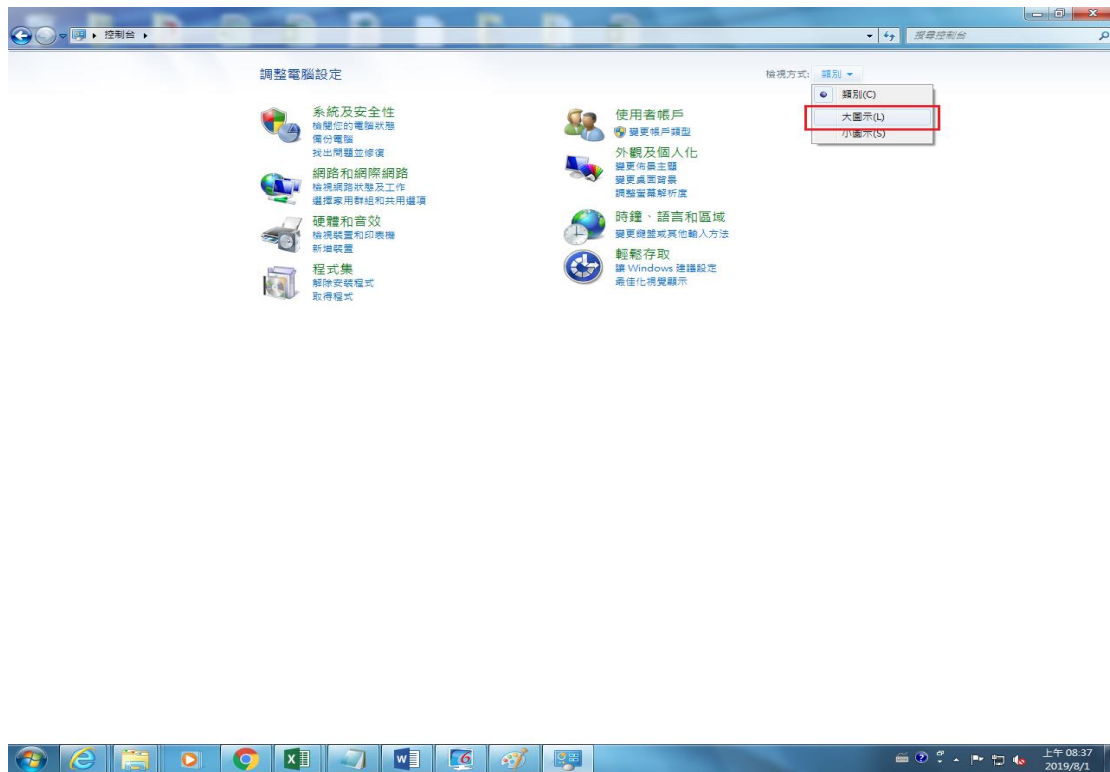 控制台
搜尋控制台
調整電腦設定
檢視方式: 類別
類別(C)
大圖示(L)
小圖示(S)
系統及安全性
檢閱您的電腦狀態
備份電腦
找出問題並修復
網路和網際網路
檢視網路狀態及工作
選擇家用群組和共用選項
硬體和音效
檢視裝置和印表機
新增裝置
程式集
解除安裝程式
取得程式
使用者帳戶
變更帳戶類型
外觀及個人化
變更佈景主題
變更桌面背景
調整螢幕解析度
時鐘、語言和區域
變更鍵盤或其他輸入方法
輕鬆存取
讓 Windows 建議設定
最佳化視覺顯示
上午 08:37
2019/8/1